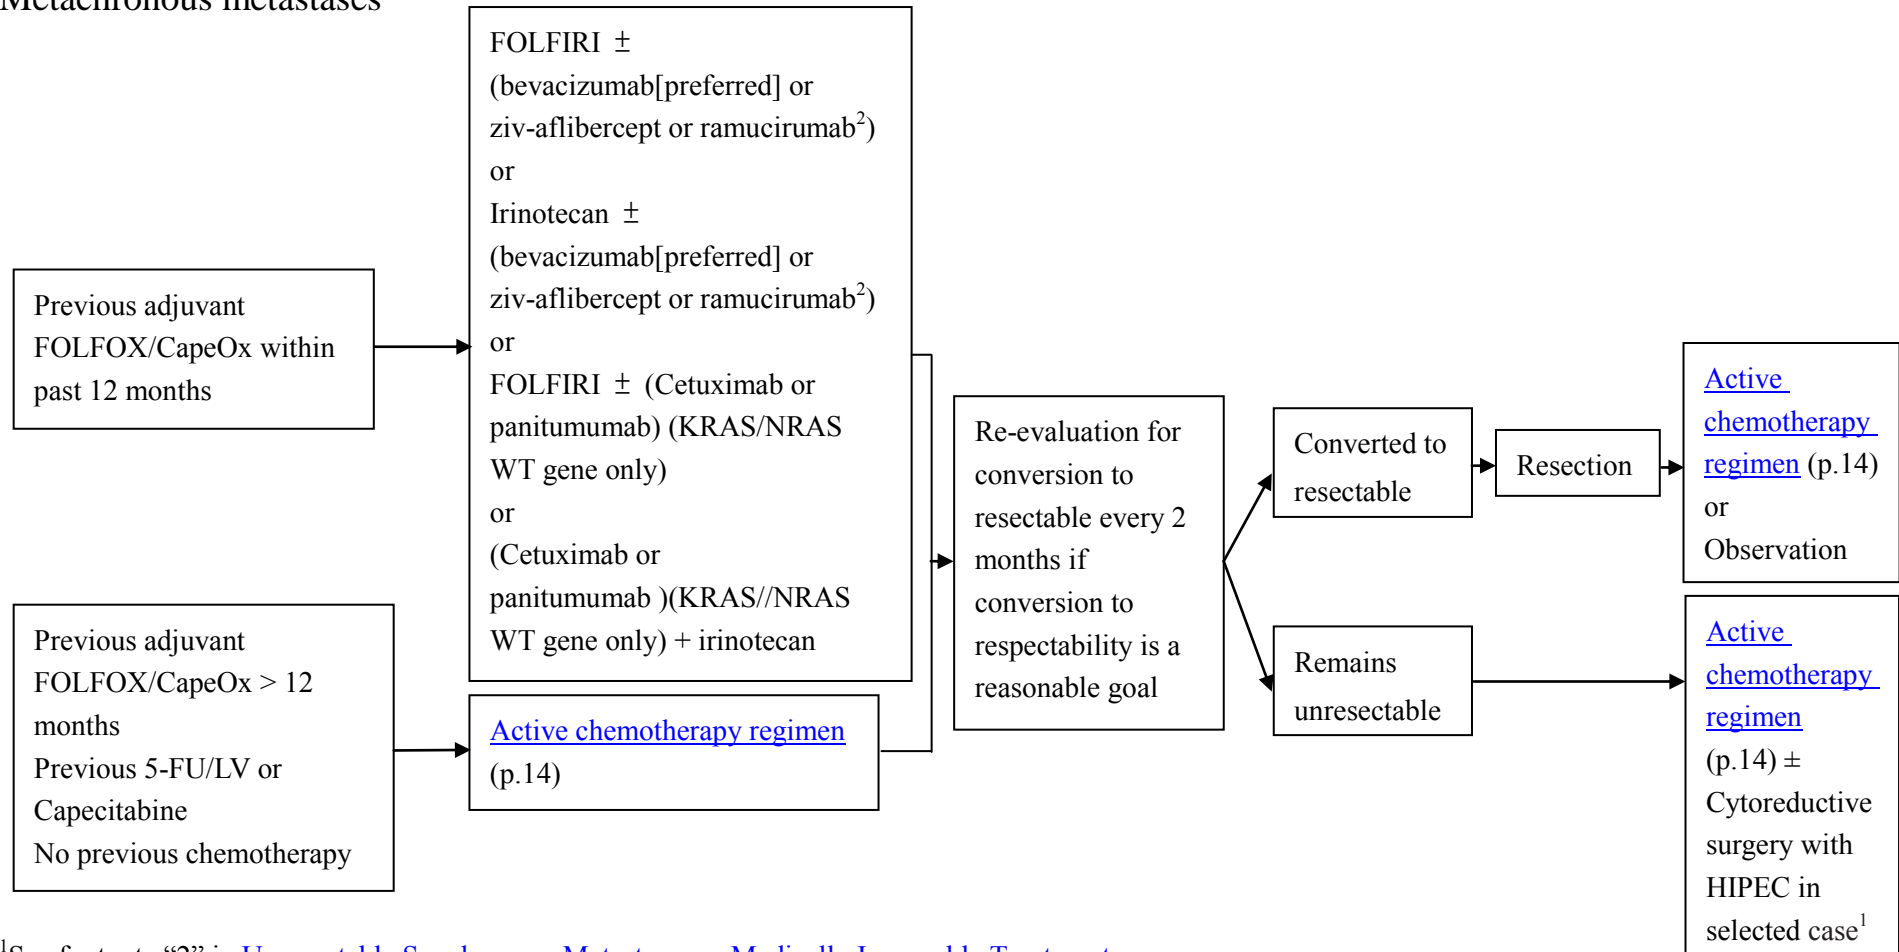 Metachronous metastases
Previous adjuvant
FOLFOX/CapeOx within
past 12 months
FOLFIRI ±
(bevacizumab[preferred] or
ziv-aflibercept or ramucirumab²)
or
Irinotecan ±
(bevacizumab[preferred] or
ziv-aflibercept or ramucirumab²)
or
FOLFIRI ± (Cetuximab or
panitumumab) (KRAS/NRAS
WT gene only)
or
(Cetuximab or
panitumumab )(KRAS//NRAS
WT gene only) + irinotecan
Previous adjuvant
FOLFOX/CapeOx > 12
months
Previous 5-FU/LV or
Capecitabine
No previous chemotherapy
Active chemotherapy regimen
(p.14)
Re-evaluation for
conversion to
resectable every 2
months if
conversion to
respectability is a
reasonable goal
Converted to
resectable
Resection
Active
chemotherapy
regimen (p.14)
or
Observation
Remains
unresectable
Active
chemotherapy
regimen
(p.14) ±
Cytoreductive
surgery with
HIPEC in
selected case¹